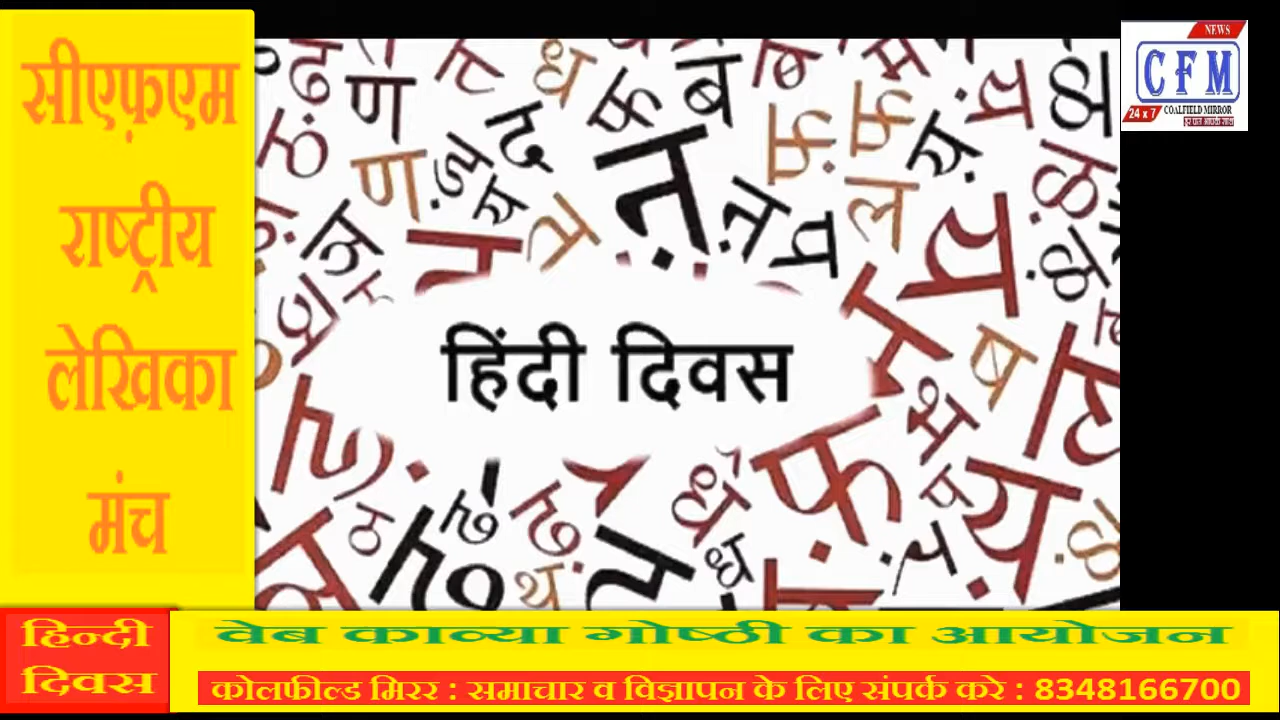 सीएफ़एम
राष्ट्रीय
लेखिका
मंच
हिंदी दिवस
NEWS
CFM
24 x 7
COALFIELD MIRROR
हिन्दी
दिवस
वेब काव्या गोष्ठी का आयोजन
कोलफील्ड मिरर : समाचार व विज्ञापन के लिए संपर्क करे : 8348166700